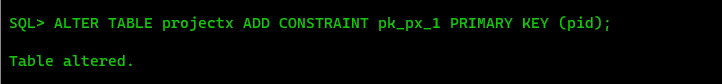 SQL> ALTER TABLE projectx ADD CONSTRAINT pk_px_1 PRIMARY KEY (pid);
Table altered.